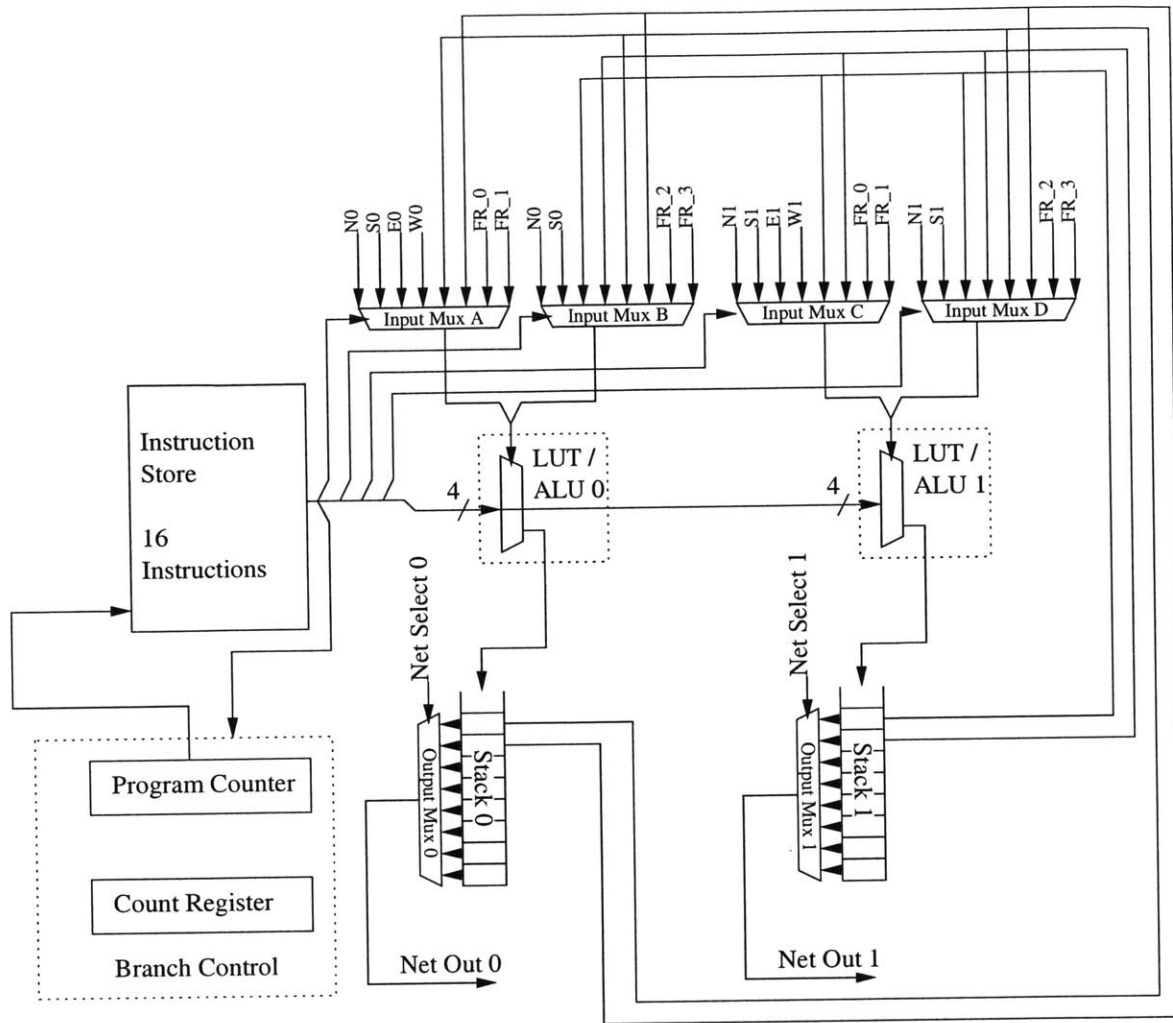 N0
S0
E0
W0
FR_0
FR_1
N0
S0
FR_2
FR_3
N1
S1
E1
W1
FR_0
FR_1
N1
S1
FR_2
FR_3
Input Mux A
Input Mux B
Input Mux C
Input Mux D
Instruction
Store
16
Instructions
LUT /
ALU 0
LUT /
ALU 1
4
4
Net Select 0
Net Select 1
Output Mux 0
Stack 0
Output Mux 1
Stack 1
Program Counter
Count Register
Branch Control
Net Out 0
Net Out 1